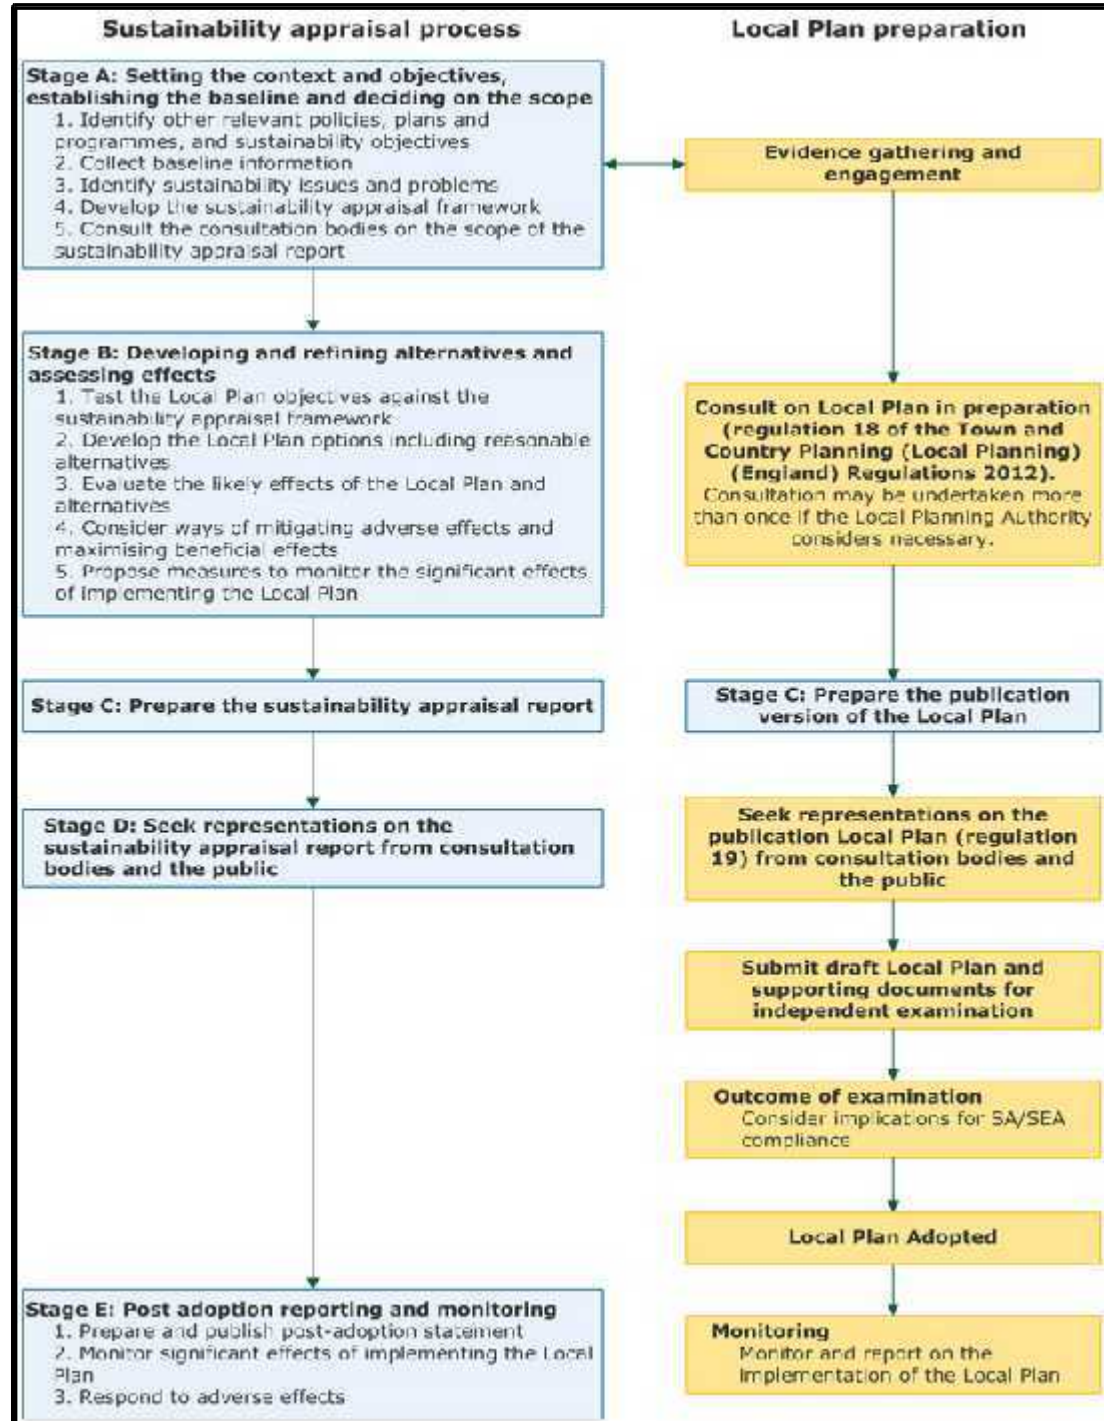 Sustainability appraisal process
Stage A: Setting the context and objectives,
establishing the baseline and deciding on the scope
1. Identify other relevant policies, plans and
programmes, and sustainability objectives
2. Collect baseline information
3. Identify sustainability issues and problems
4. Develop the sustainability appraisal framework
5. Consult the consultation bodies on the scope of the
sustainability appraisal report
Stage B: Developing and refining alternatives and
assessing effects
1. Test the Local Plan objectives against the
sustainability appraisal framework
2. Develop the Local Plan options including reasonable
alternatives
3. Evaluate the likely effects of the Local Plan and
alternatives
4. Consider ways of mitigating adverse effects and
maximising beneficial effects
5. Propose measures to monitor the significant effects
of implementing the Local Plan
Stage C: Prepare the sustainability appraisal report
Stage D: Seek representations on the
sustainability appraisal report from consultation
bodies and the public
Stage E: Post adoption reporting and monitoring
1. Prepare and publish post-adoption statement
2. Monitor significant effects of implementing the Local
Plan
3. Respond to adverse effects
Local Plan preparation
Evidence gathering and
engagement
Consult on Local Plan in preparation
(regulation 18 of the Town and
Country Planning (Local Planning)
(England) Regulations 2012).
Consultation may be undertaken more
than once if the Local Planning Authority
considers necessary.
Stage C: Prepare the publication
version of the Local Plan
Seek representations on the
publication Local Plan (regulation
19) from consultation bodies and
the public
Submit draft Local Plan and
supporting documents for
independent examination
Outcome of examination
Consider implications for SA/SEA
compliance
Local Plan Adopted
Monitoring
Monitor and report on the
implementation of the Local Plan